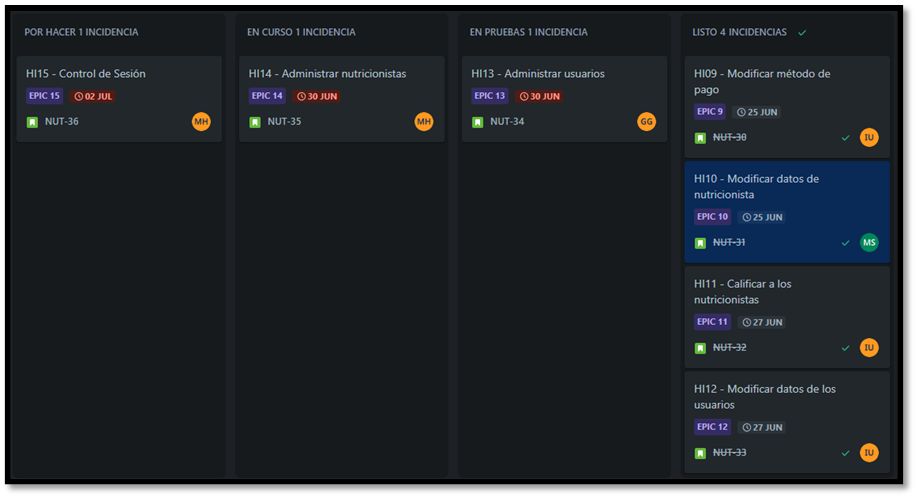 POR HACER 1 INCIDENCIA
HI15 - Control de Sesión
EPIC 15 02 JUL
NUT-36 MH
EN CURSO 1 INCIDENCIA
HI14 - Administrar nutricionistas
EPIC 14 30 JUN
NUT-35 MH
EN PRUEBAS 1 INCIDENCIA
HI13 - Administrar usuarios
EPIC 13 30 JUN
NUT-34 GG
LISTO 4 INCIDENCIAS
HI09 - Modificar método de
pago
EPIC 9 25 JUN
NUT-30 IU
HI10 - Modificar datos de
nutricionista
EPIC 10 25 JUN
NUT-31 MS
HI11 - Calificar a los
nutricionistas
EPIC 11 27 JUN
NUT-32 IU
HI12 - Modificar datos de los
usuarios
EPIC 12 27 JUN
NUT-33 IU